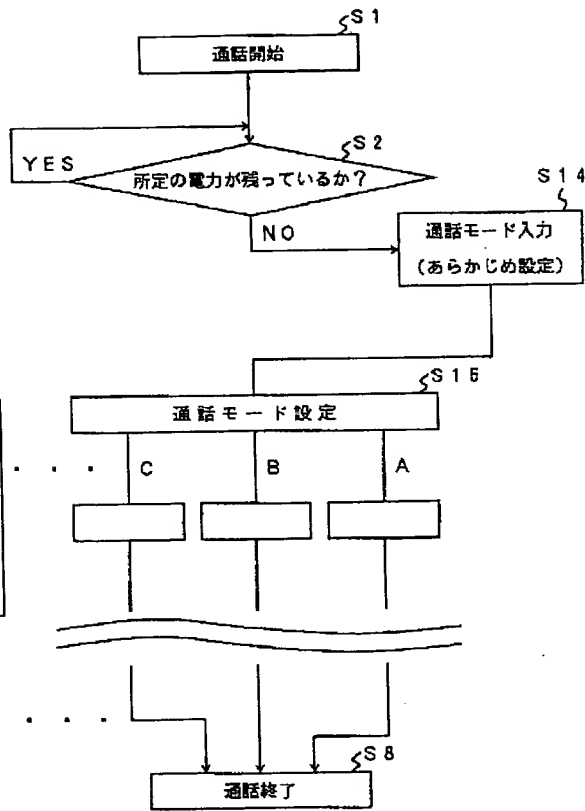 S1
通話開始
S2
YES
所定の電力が残っているか?
S14
NO
通話モード入力
(あらかじめ設定)
S15
通話モード設定
C
B
A
S8
通話終了